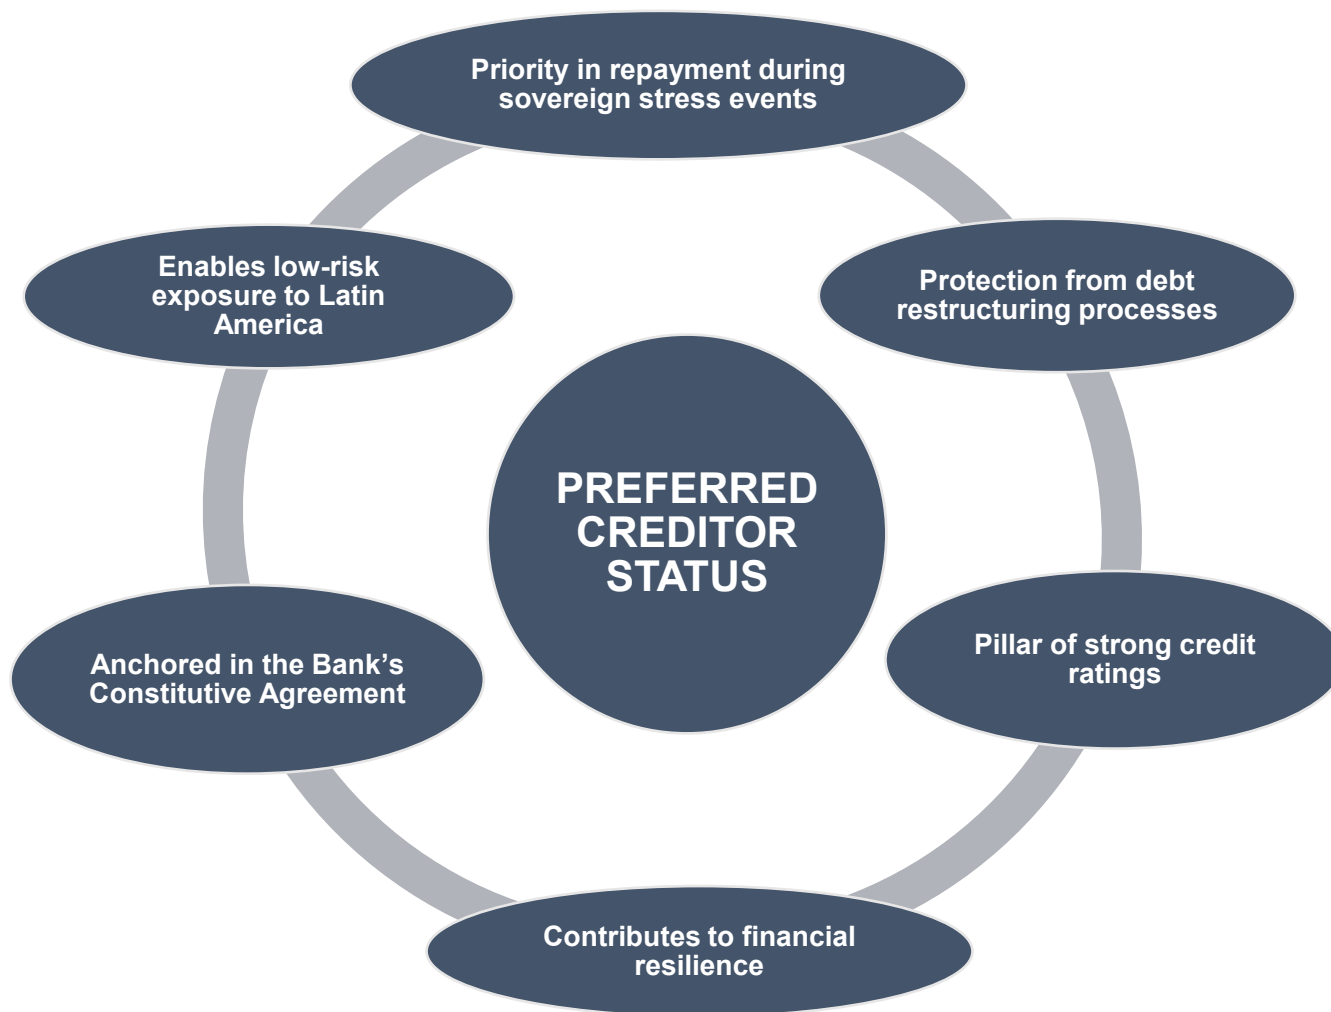 Priority in repayment during
sovereign stress events
Enables low-risk
exposure to Latin
America
Protection from debt
restructuring processes
PREFERRED
CREDITOR
STATUS
Anchored in the Bank’s
Constitutive Agreement
Pillar of strong credit
ratings
Contributes to financial
resilience